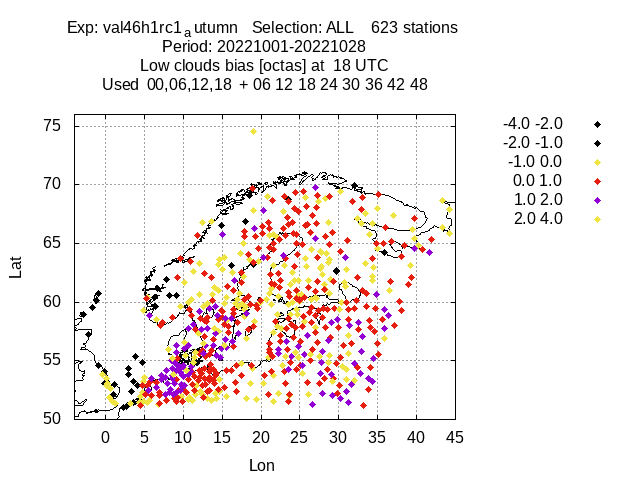 Exp: val46h1rc1_autumn   Selection: ALL    623 stations
Period: 20221001-20221028
Low clouds bias [octas] at  18 UTC
Used  00,06,12,18  + 06 12 18 24 30 36 42 48
-4.0 -2.0
-2.0 -1.0
-1.0 0.0
0.0 1.0
1.0 2.0
2.0 4.0
75
70
65
60
55
50
Lat
0 5 10 15 20 25 30 35 40 45
Lon